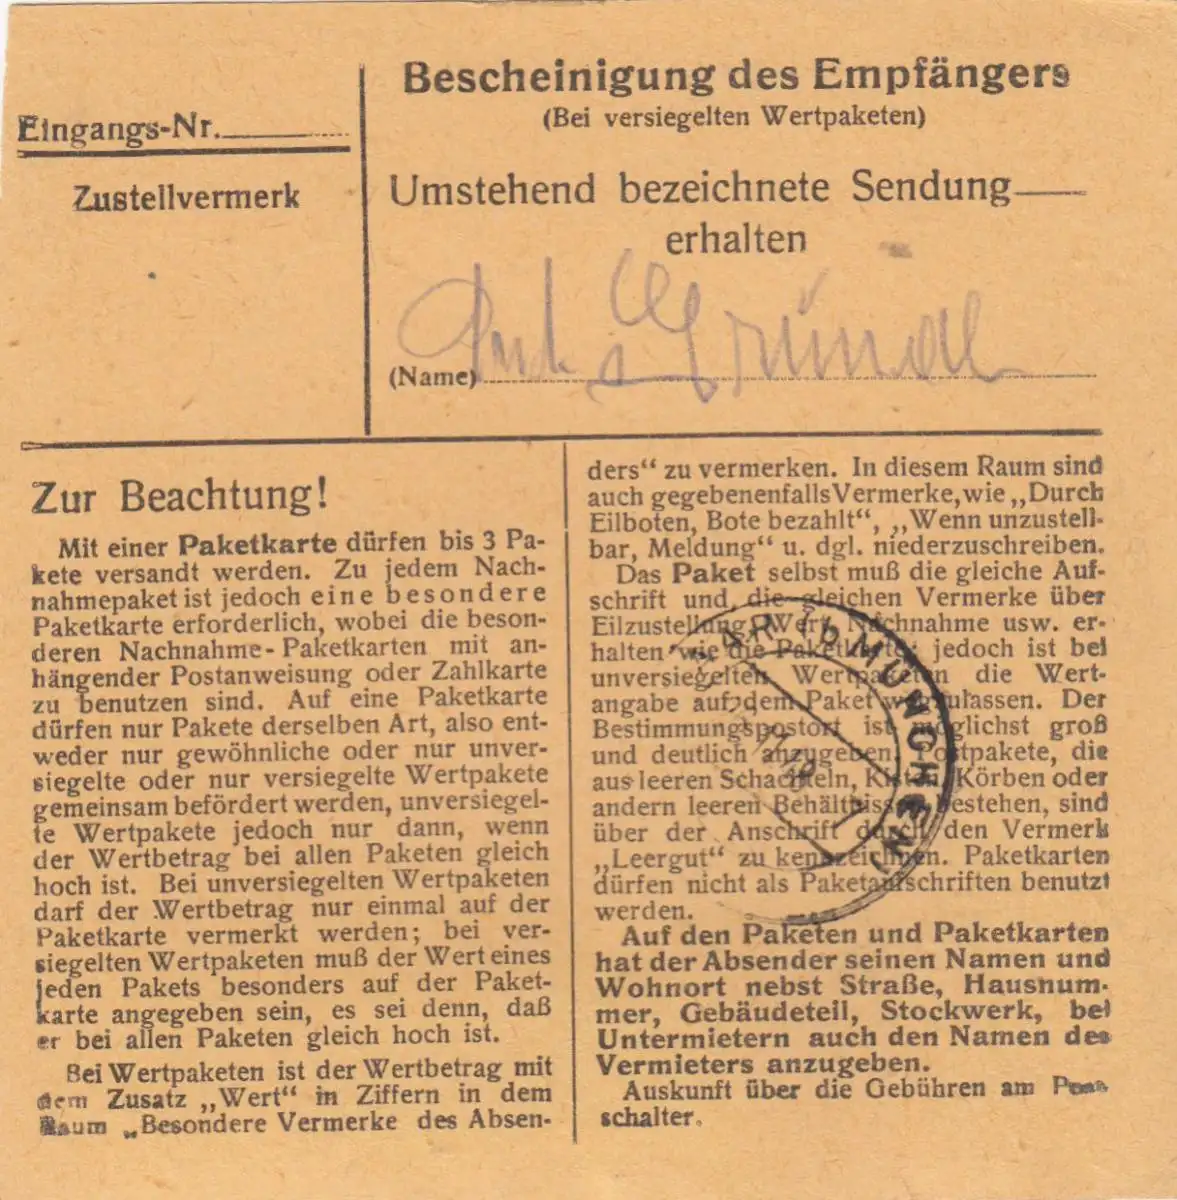 Eingangs-Nr.
Zustellvermerk
Bescheinigung des Empfängers
(Bei versiegelten Wertpaketen)
Umstehend bezeichnete Sendung
erhalten
(Name)
Zur Beachtung!
Mit einer Paketkarte dürfen bis 3 Pa-
kete versandt werden. Zu jedem Nach-
nahmepaket ist jedoch eine besondere
Paketkarte erforderlich, wobei die beson-
deren Nachnahme-Paketkarten mit an-
hängender Postanweisung oder Zahlkarte
zu benutzen sind. Auf eine Paketkarte
dürfen nur Pakete derselben Art, also ent-
weder nur gewöhnliche oder nur unver-
siegelte oder nur versiegelte Wertpakete
gemeinsam befördert werden, unversiegel-
te Wertpakete jedoch nur dann, wenn
der Wertbetrag bei allen Paketen gleich
hoch ist. Bei unversiegelten Wertpaketen
darf der Wertbetrag nur einmal auf der
Paketkarte vermerkt werden; bei ver-
siegelten Wertpaketen muß der Wert eines
jeden Pakets besonders auf der Paket-
karte angegeben sein, es sei denn, daß
er bei allen Paketen gleich hoch ist.
Bei Wertpaketen ist der Wertbetrag mit
dem Zusatz „Wert“ in Ziffern in dem
Raum „Besondere Vermerke des Absen-
ders“ zu vermerken. In diesem Raum sind
auch gegebenenfalls Vermerke, wie „Durch
Eilboten, Bote bezahlt“, „Wenn unzustell-
bar, Meldung“ u. dgl. niederzuschreiben.
Das Paket selbst muß die gleiche Auf-
schrift und die gleichen Vermerke über
Eilzustellung, Wert, Nachnahme usw. er-
halten wie die Paketkarte; jedoch ist bei
unversiegelten Wertpaketen die Wert-
angabe auf dem Paket wegzulassen. Der
Bestimmungspostort ist möglichst groß
und deutlich anzugeben. Postpakete, die
aus leeren Schachteln, Kisten, Körben oder
andern leeren Behältnissen bestehen, sind
über der Anschrift durch den Vermerk
„Leergut“ zu kennzeichnen. Paketkarten
dürfen nicht als Paketaufschriften benutzt
werden.
Auf den Paketen und Paketkarten
hat der Absender seinen Namen und
Wohnort nebst Straße, Hausnum-
mer, Gebäudeteil, Stockwerk, bei
Untermietern auch den Namen des
Vermieters anzugeben.
Auskunft über die Gebühren am Post-
schalter.
MÜNCHEN